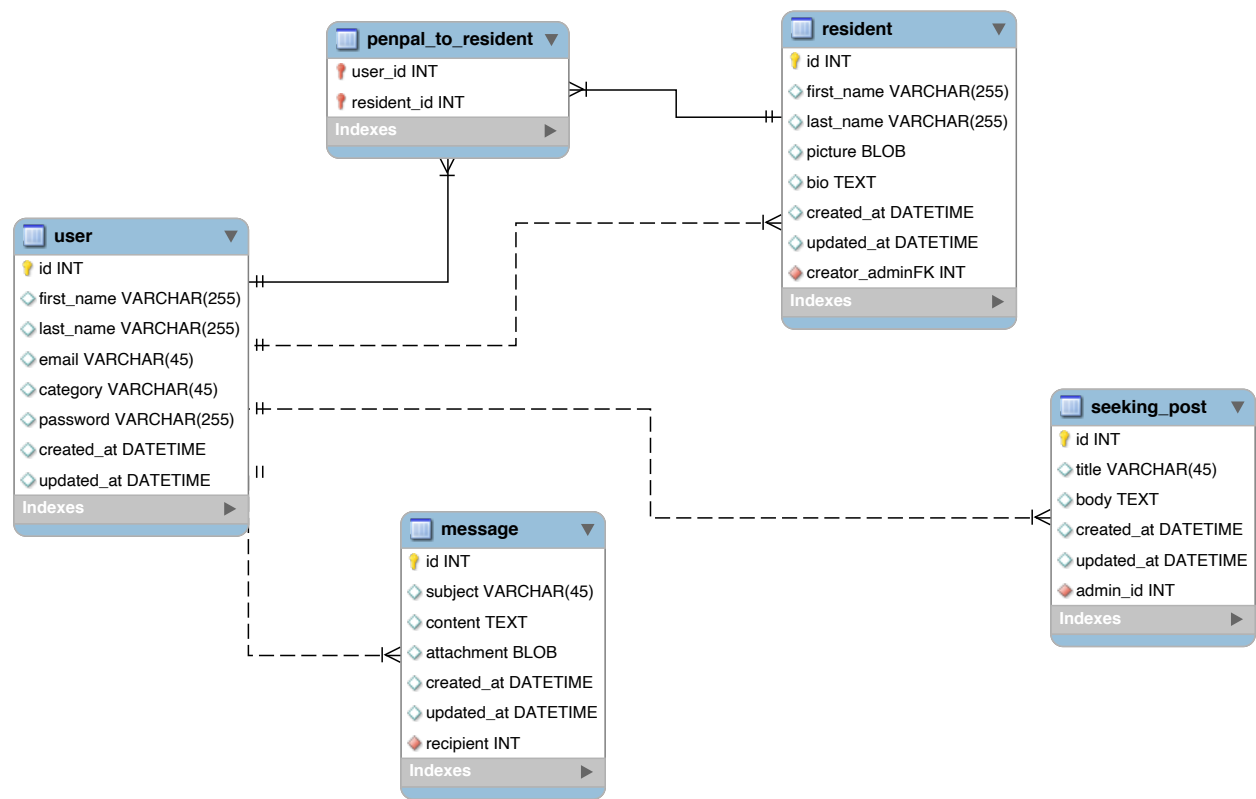 penpal_to_resident
user_id INT
resident_id INT
Indexes
resident
id INT
first_name VARCHAR(255)
last_name VARCHAR(255)
picture BLOB
bio TEXT
created_at DATETIME
updated_at DATETIME
creator_adminFK INT
Indexes
user
id INT
first_name VARCHAR(255)
last_name VARCHAR(255)
email VARCHAR(45)
category VARCHAR(45)
password VARCHAR(255)
created_at DATETIME
updated_at DATETIME
Indexes
seeking_post
id INT
title VARCHAR(45)
body TEXT
created_at DATETIME
updated_at DATETIME
admin_id INT
Indexes
message
id INT
subject VARCHAR(45)
content TEXT
attachment BLOB
created_at DATETIME
updated_at DATETIME
recipient INT
Indexes